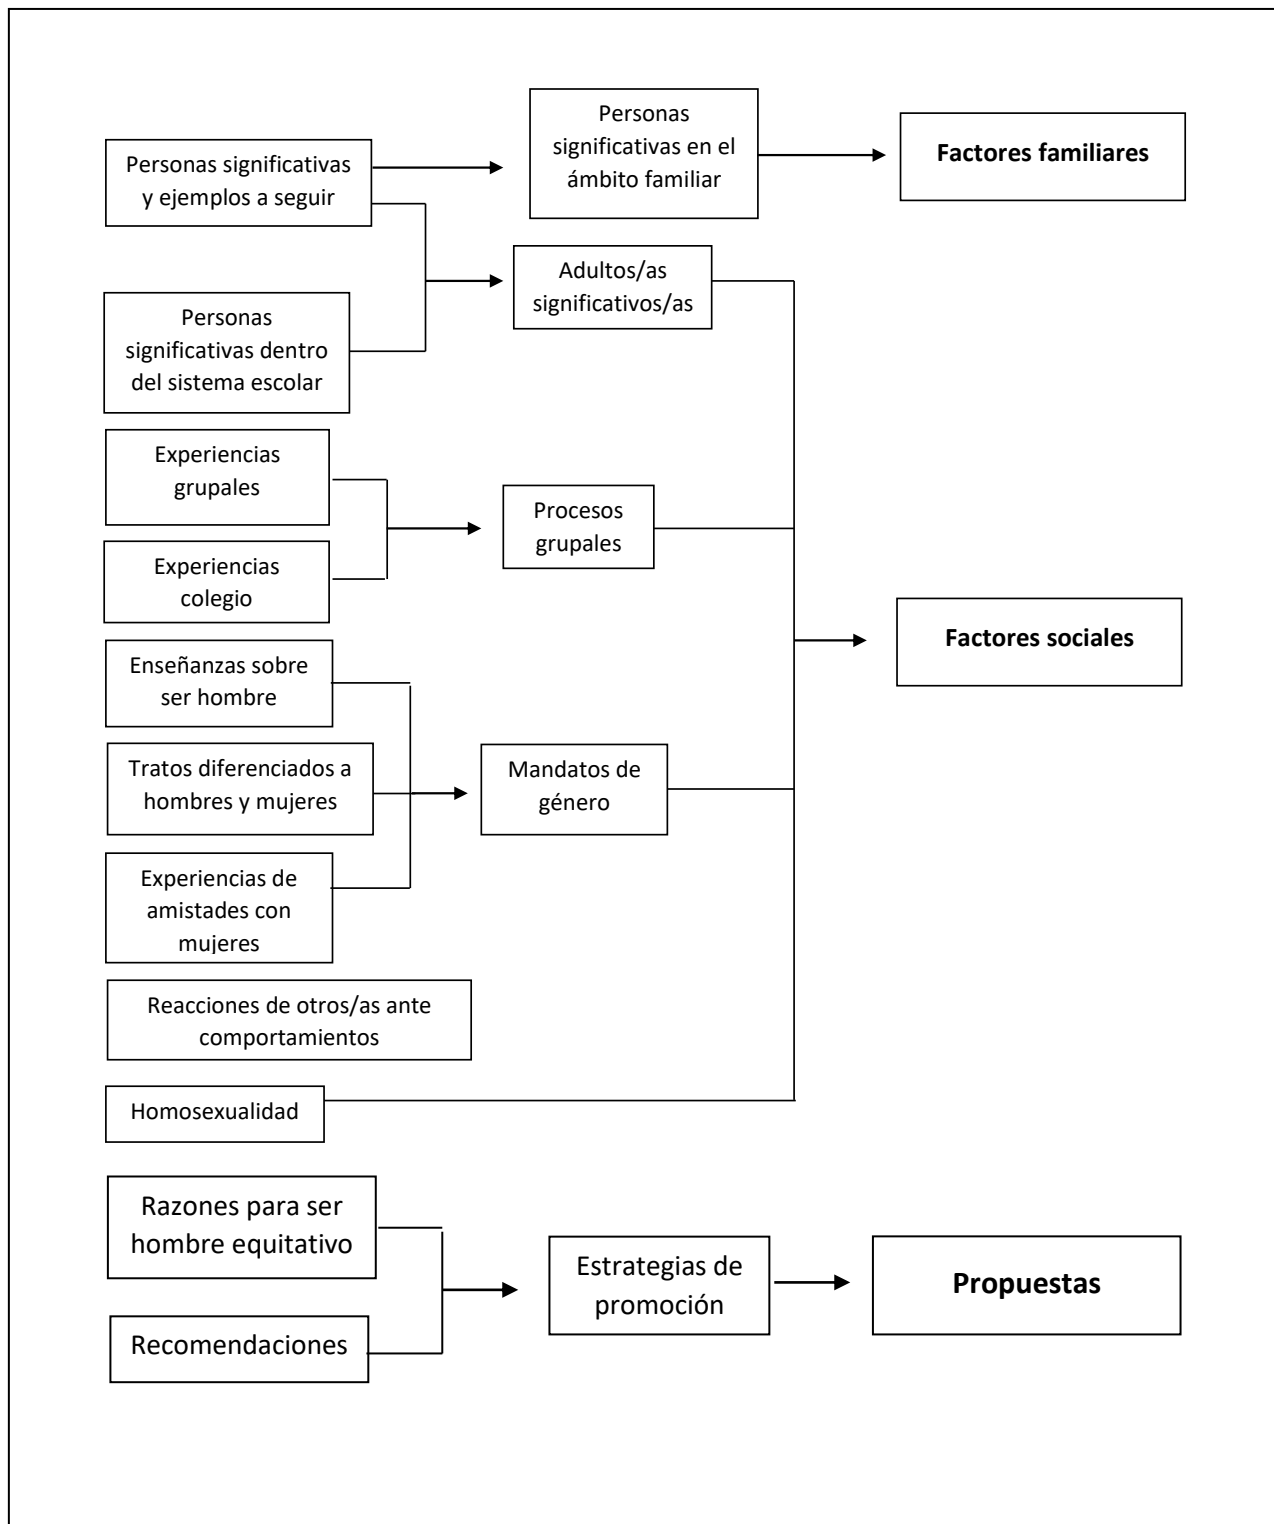 Personas significativas
y ejemplos a seguir
Personas
significativas en el
ámbito familiar
Factores familiares
Personas
significativas dentro
del sistema escolar
Adultos/as
significativos/as
Experiencias
grupales
Experiencias
colegio
Procesos
grupales
Factores sociales
Enseñanzas sobre
ser hombre
Tratos diferenciados a
hombres y mujeres
Experiencias de
amistades con
mujeres
Mandatos de
género
Reacciones de otros/as ante
comportamientos
Homosexualidad
Razones para ser
hombre equitativo
Recomendaciones
Estrategias de
promoción
Propuestas